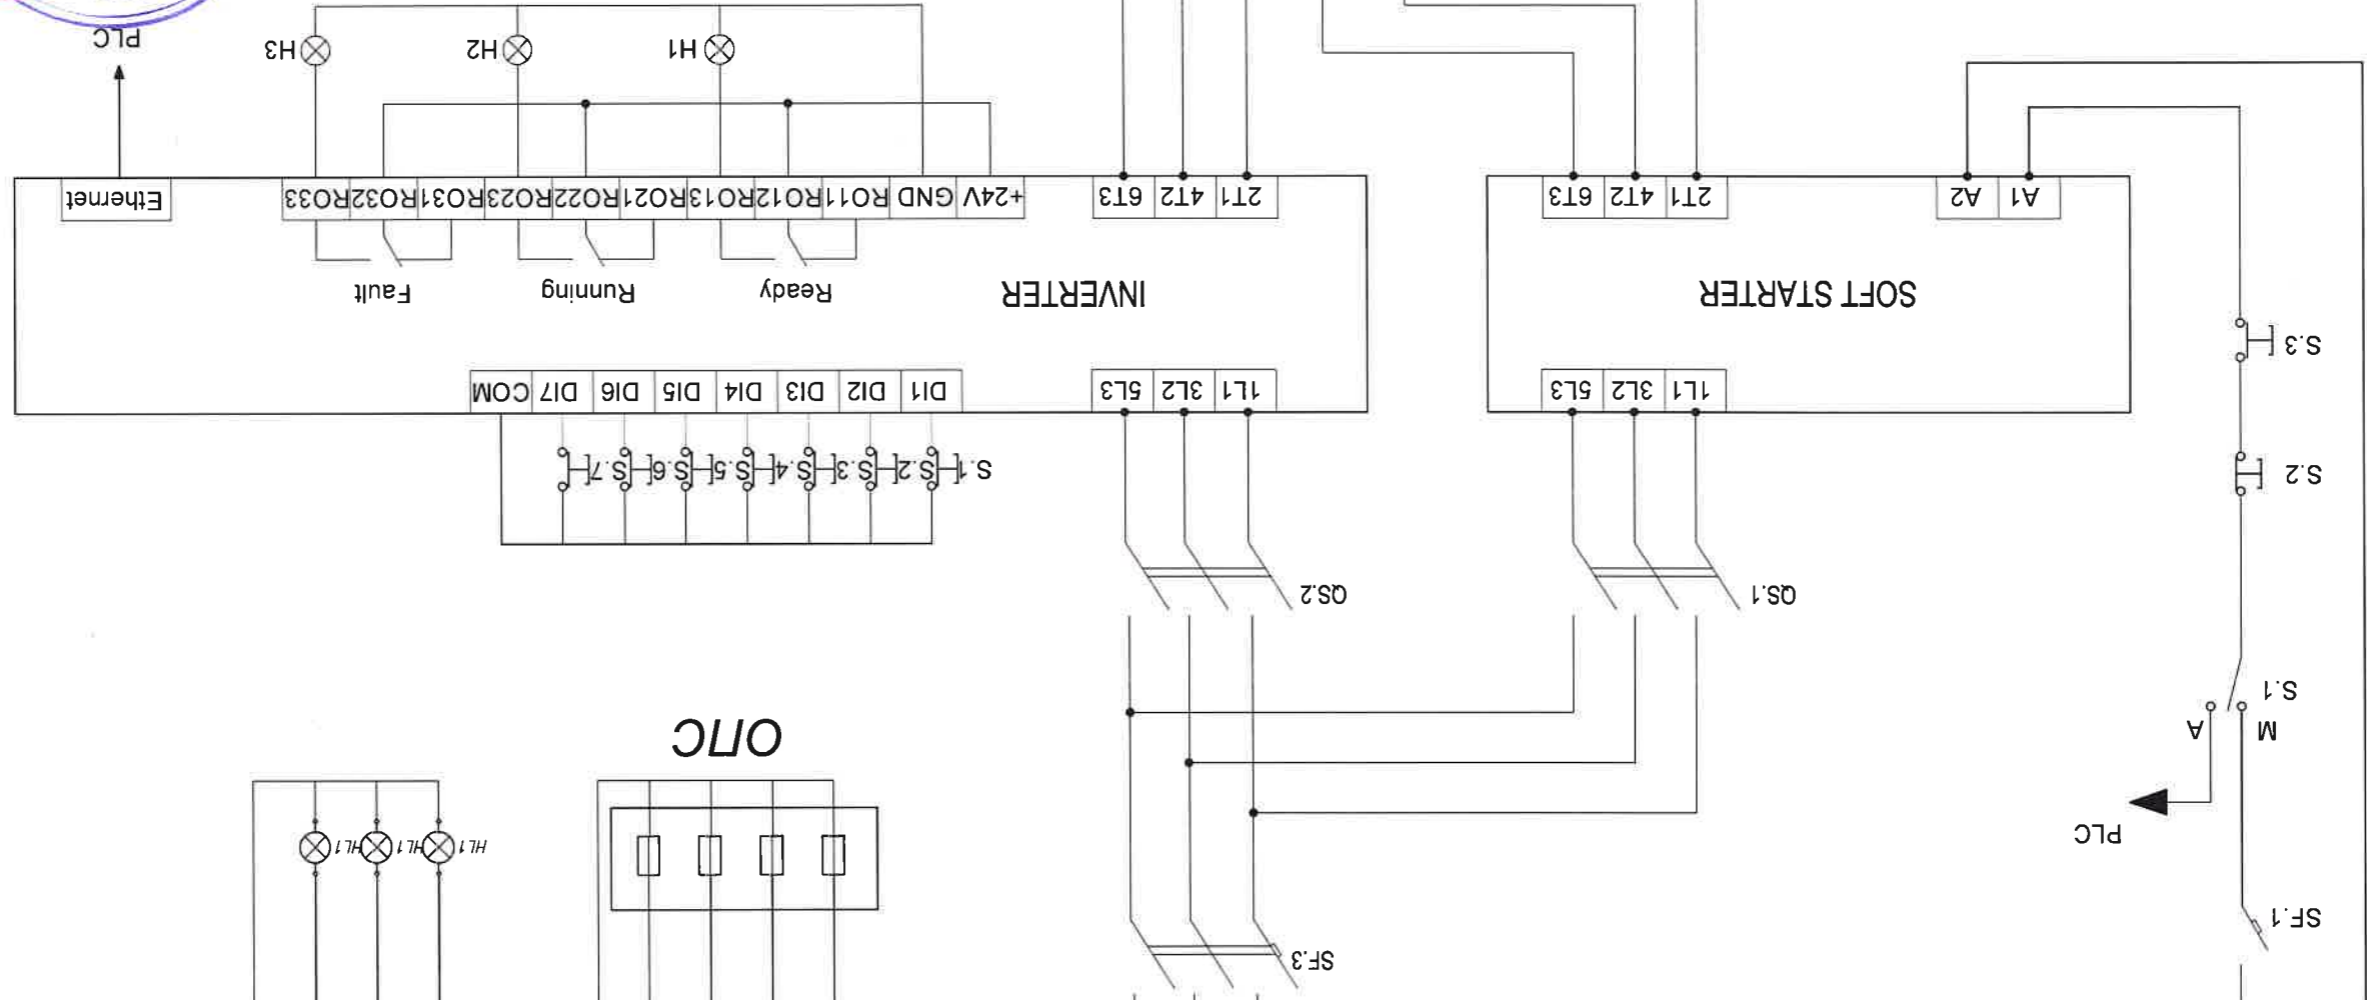 SF.3
SF.1
HL1 HL1 HL1
PLC
ОПС
M A
S.1
QS.1 QS.2
S.2
S.1 S.2 S.3 S.4 S.5 S.6 S.7
1L1 3L2 5L3
1L1 3L2 5L3
DI1 DI2 DI3 DI4 DI5 DI6 DI7 COM
S.3
SOFT STARTER
INVERTER
Ready Running Fault
A1 A2
2T1 4T2 6T3
2T1 4T2 6T3
+24V GND RO11 RO12 RO13 RO21 RO22 RO23 RO31 RO32 RO33
Ethernet
H1 H2 H3
PLC